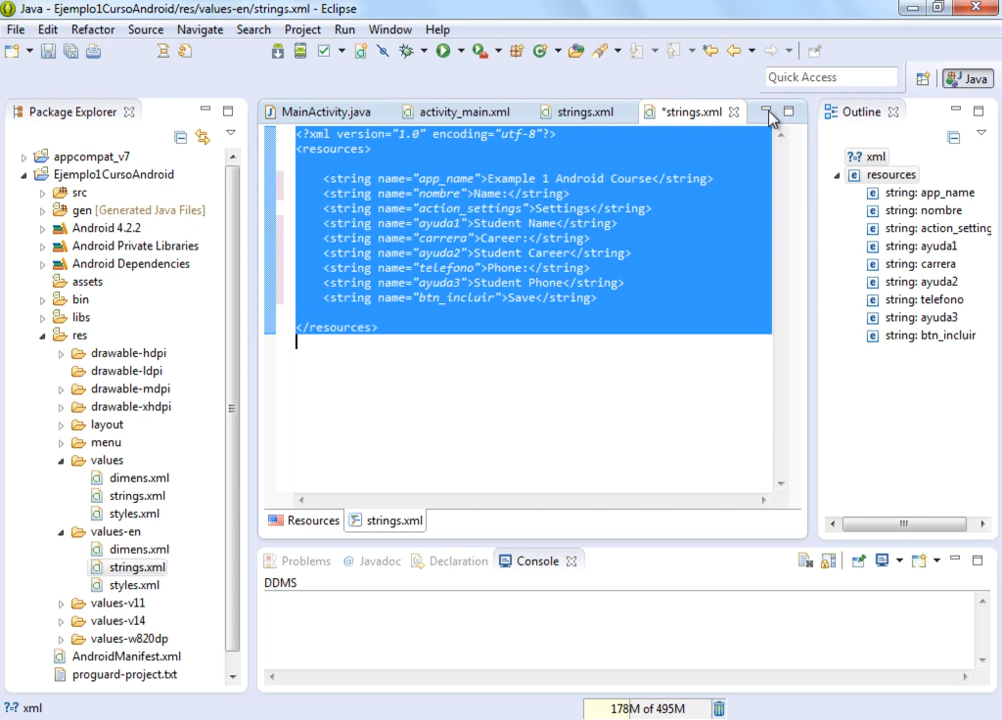 Java - Ejemplo1CursoAndroid/res/values-en/strings.xml - Eclipse
File Edit Refactor Source Navigate Search Project Run Window Help
Quick Access
Java
Package Explorer
MainActivity.java activity_main.xml strings.xml *strings.xml
Outline
appcompat_v7
Ejemplo1CursoAndroid
src
gen [Generated Java Files]
Android 4.2.2
Android Private Libraries
Android Dependencies
assets
bin
libs
res
drawable-hdpi
drawable-ldpi
drawable-mdpi
drawable-xhdpi
layout
menu
values
dimens.xml
strings.xml
styles.xml
values-en
dimens.xml
strings.xml
styles.xml
values-v11
values-v14
values-w820dp
AndroidManifest.xml
proguard-project.txt
<?xml version="1.0" encoding="utf-8"?>
<resources>
<string name="app_name">Example 1 Android Course</string>
<string name="nombre">Name:</string>
<string name="action_settings">Settings</string>
<string name="ayuda1">Student Name</string>
<string name="carrera">Career:</string>
<string name="ayuda2">Student Career</string>
<string name="telefono">Phone:</string>
<string name="ayuda3">Student Phone</string>
<string name="btn_incluir">Save</string>
</resources>
Resources strings.xml
?=? xml
e resources
e string: app_name
e string: nombre
e string: action_setting
e string: ayuda1
e string: carrera
e string: ayuda2
e string: telefono
e string: ayuda3
e string: btn_incluir
Problems @ Javadoc Declaration Console
DDMS
?=? xml
178M of 495M